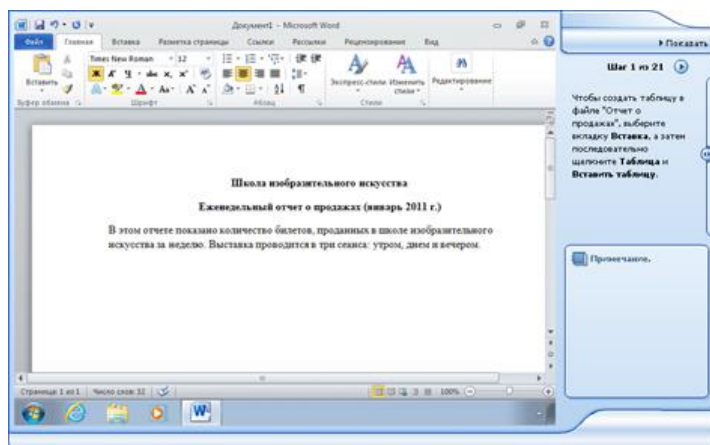 Документ1 - Microsoft Word
Файл Главная Вставка Разметка страницы Ссылки Рассылки Рецензирование Вид
Вставить
Times New Roman 12
Ж К Ч abc x, x²
Экспресс-стили Изменить стили Редактирование
Буфер обмена Шрифт Абзац Стили
Школа изобразительного искусства
Еженедельный отчет о продажах (январь 2011 г.)
В этом отчете показано количество билетов, проданных в школе изобразительного
искусства за неделю. Выставка проводится в три сеанса: утром, днем и вечером.
Страница: 1 из 1 Число слов: 32 100%
Показать
Шаг 1 из 21
Чтобы создать таблицу в
файле "Отчет о
продажах", выберите
вкладку Вставка, а затем
последовательно
щелкните Таблица и
Вставить таблицу.
Примечание.